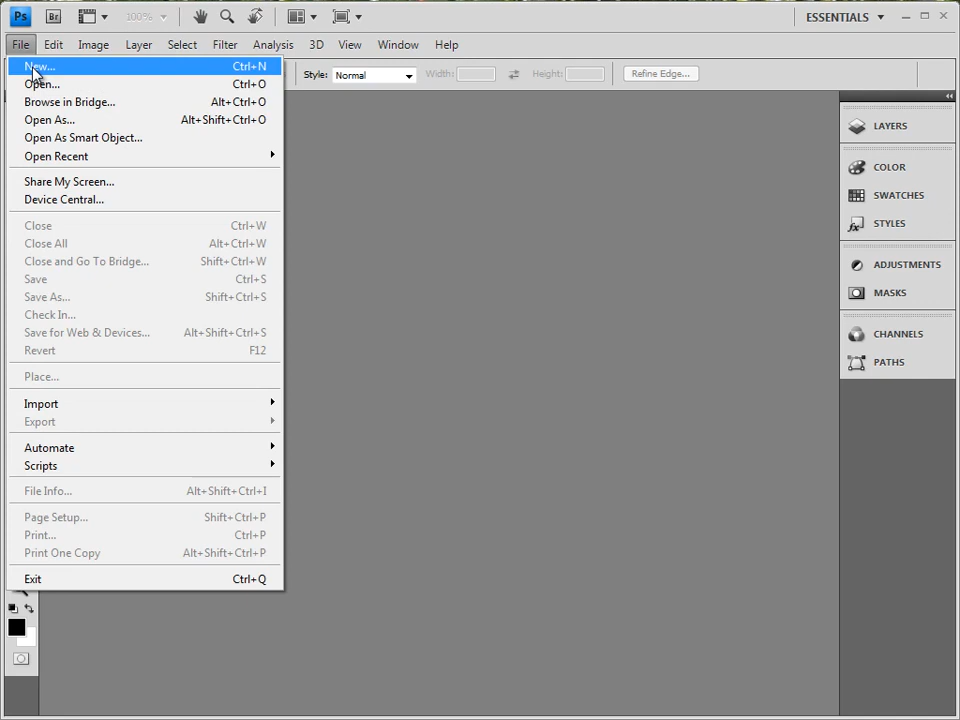 Ps Br 100% ESSENTIALS
File Edit Image Layer Select Filter Analysis 3D View Window Help
Style: Normal Width: Height: Refine Edge...
New... Ctrl+N
Open... Ctrl+O
Browse in Bridge... Alt+Ctrl+O
Open As... Alt+Shift+Ctrl+O
Open As Smart Object...
Open Recent
Share My Screen...
Device Central...
Close Ctrl+W
Close All Alt+Ctrl+W
Close and Go To Bridge... Shift+Ctrl+W
Save Ctrl+S
Save As... Shift+Ctrl+S
Check In...
Save for Web & Devices... Alt+Shift+Ctrl+S
Revert F12
Place...
Import
Export
Automate
Scripts
File Info... Alt+Shift+Ctrl+I
Page Setup... Shift+Ctrl+P
Print... Ctrl+P
Print One Copy Alt+Shift+Ctrl+P
Exit Ctrl+Q
LAYERS
COLOR
SWATCHES
STYLES
ADJUSTMENTS
MASKS
CHANNELS
PATHS